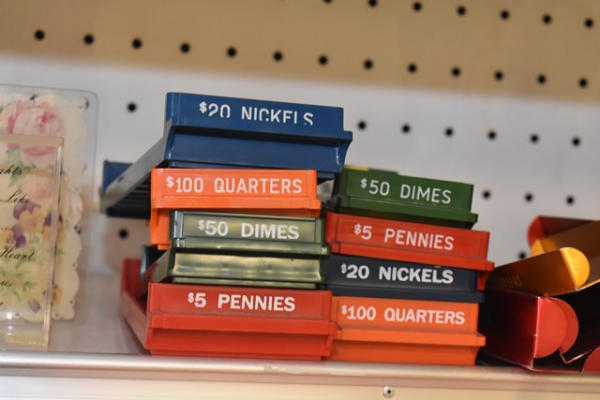 $20 NICKELS
$100 QUARTERS
$50 DIMES
$5 PENNIES
$50 DIMES
$5 PENNIES
$20 NICKELS
$100 QUARTERS